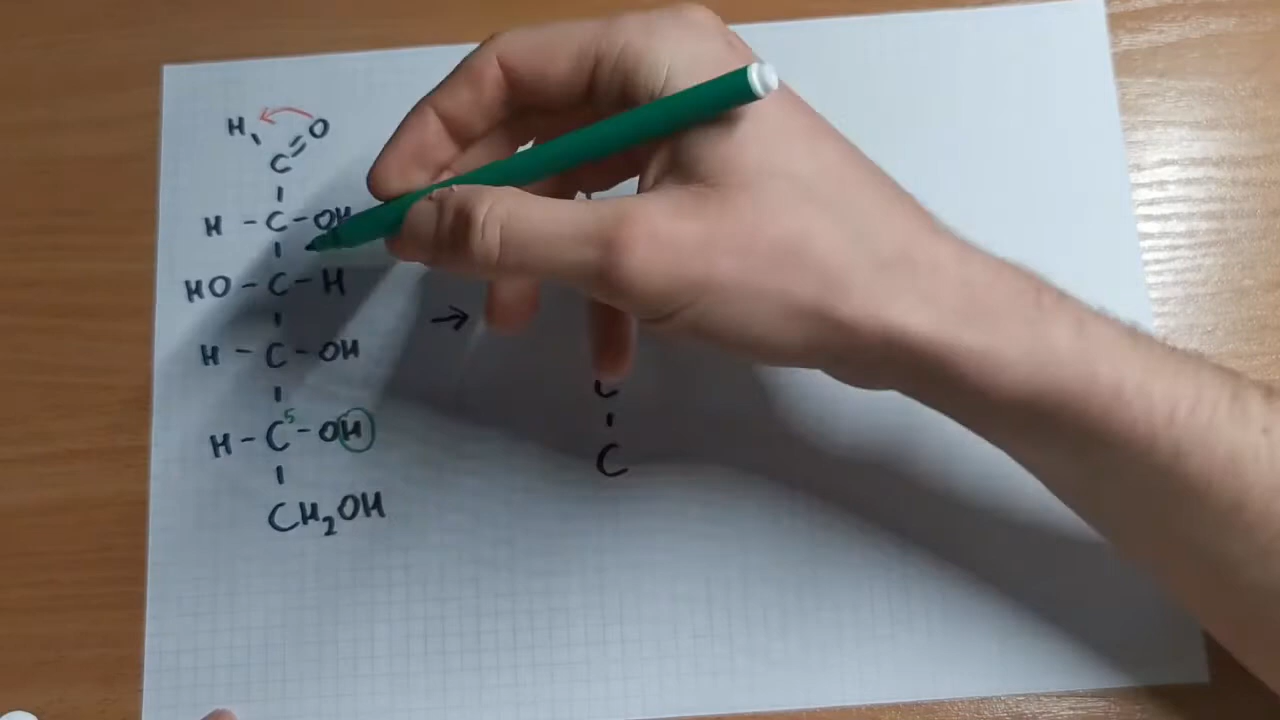 H O
C
H - C - OH
HO - C - H
H - C - OH
→
C
H - C⁵ - OH
C
CH₂OH